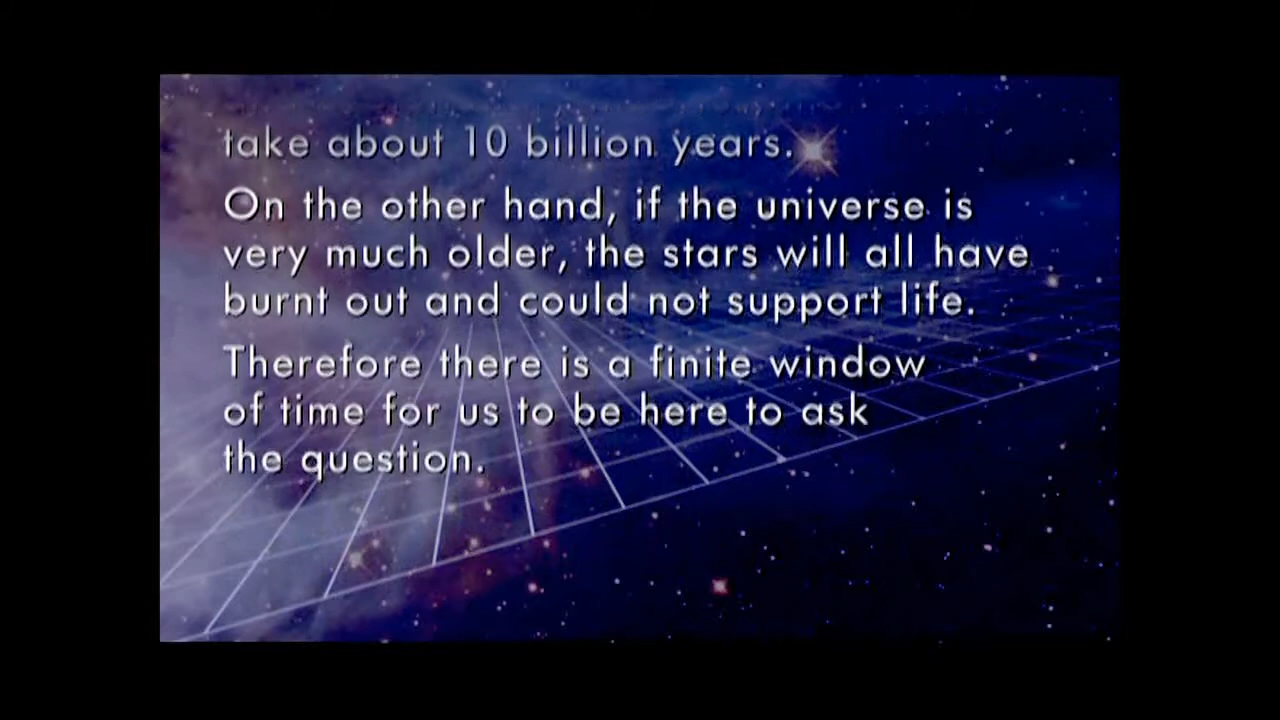 take about 10 billion years.
On the other hand, if the universe is
very much older, the stars will all have
burnt out and could not support life.
Therefore there is a finite window
of time for us to be here to ask
the question.